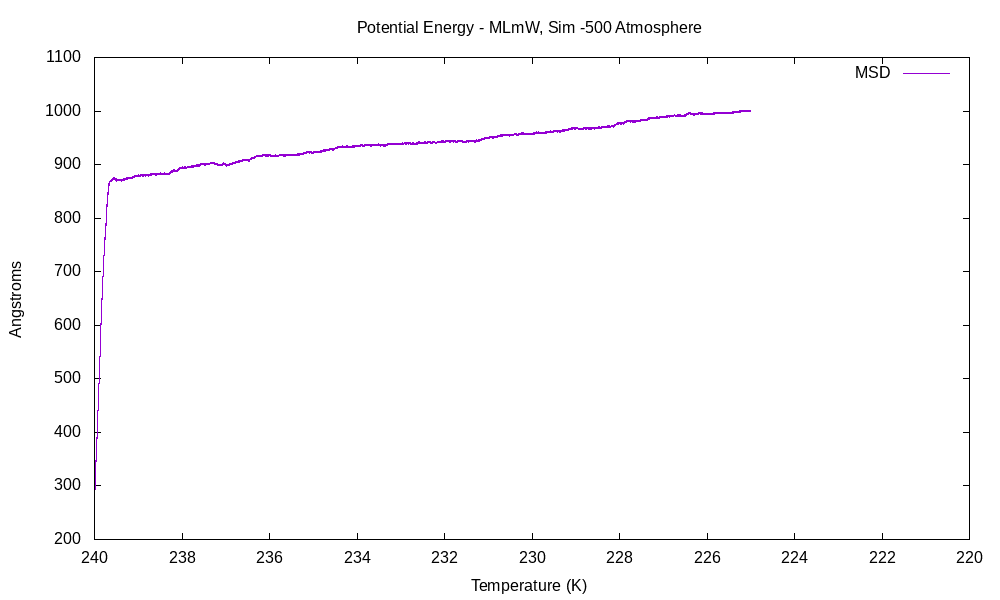 Potential Energy - MLmW, Sim -500 Atmosphere
MSD
1100
1000
900
800
700
600
500
400
300
200
Angstroms
240 238 236 234 232 230 228 226 224 222 220
Temperature (K)